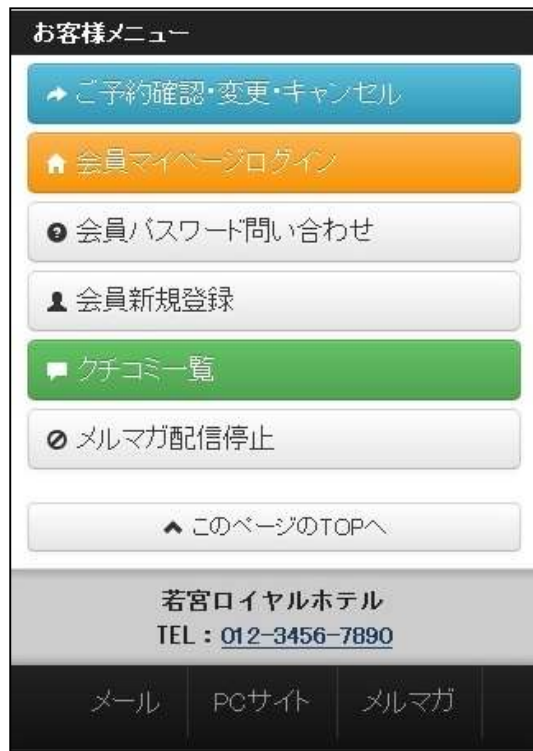 お客様メニュー
ご予約確認・変更・キャンセル
会員マイページログイン
会員パスワード問い合わせ
会員新規登録
クチコミ一覧
メルマガ配信停止
このページのTOPへ
若宮ロイヤルホテル
TEL：012-3456-7890
メール PCサイト メルマガ